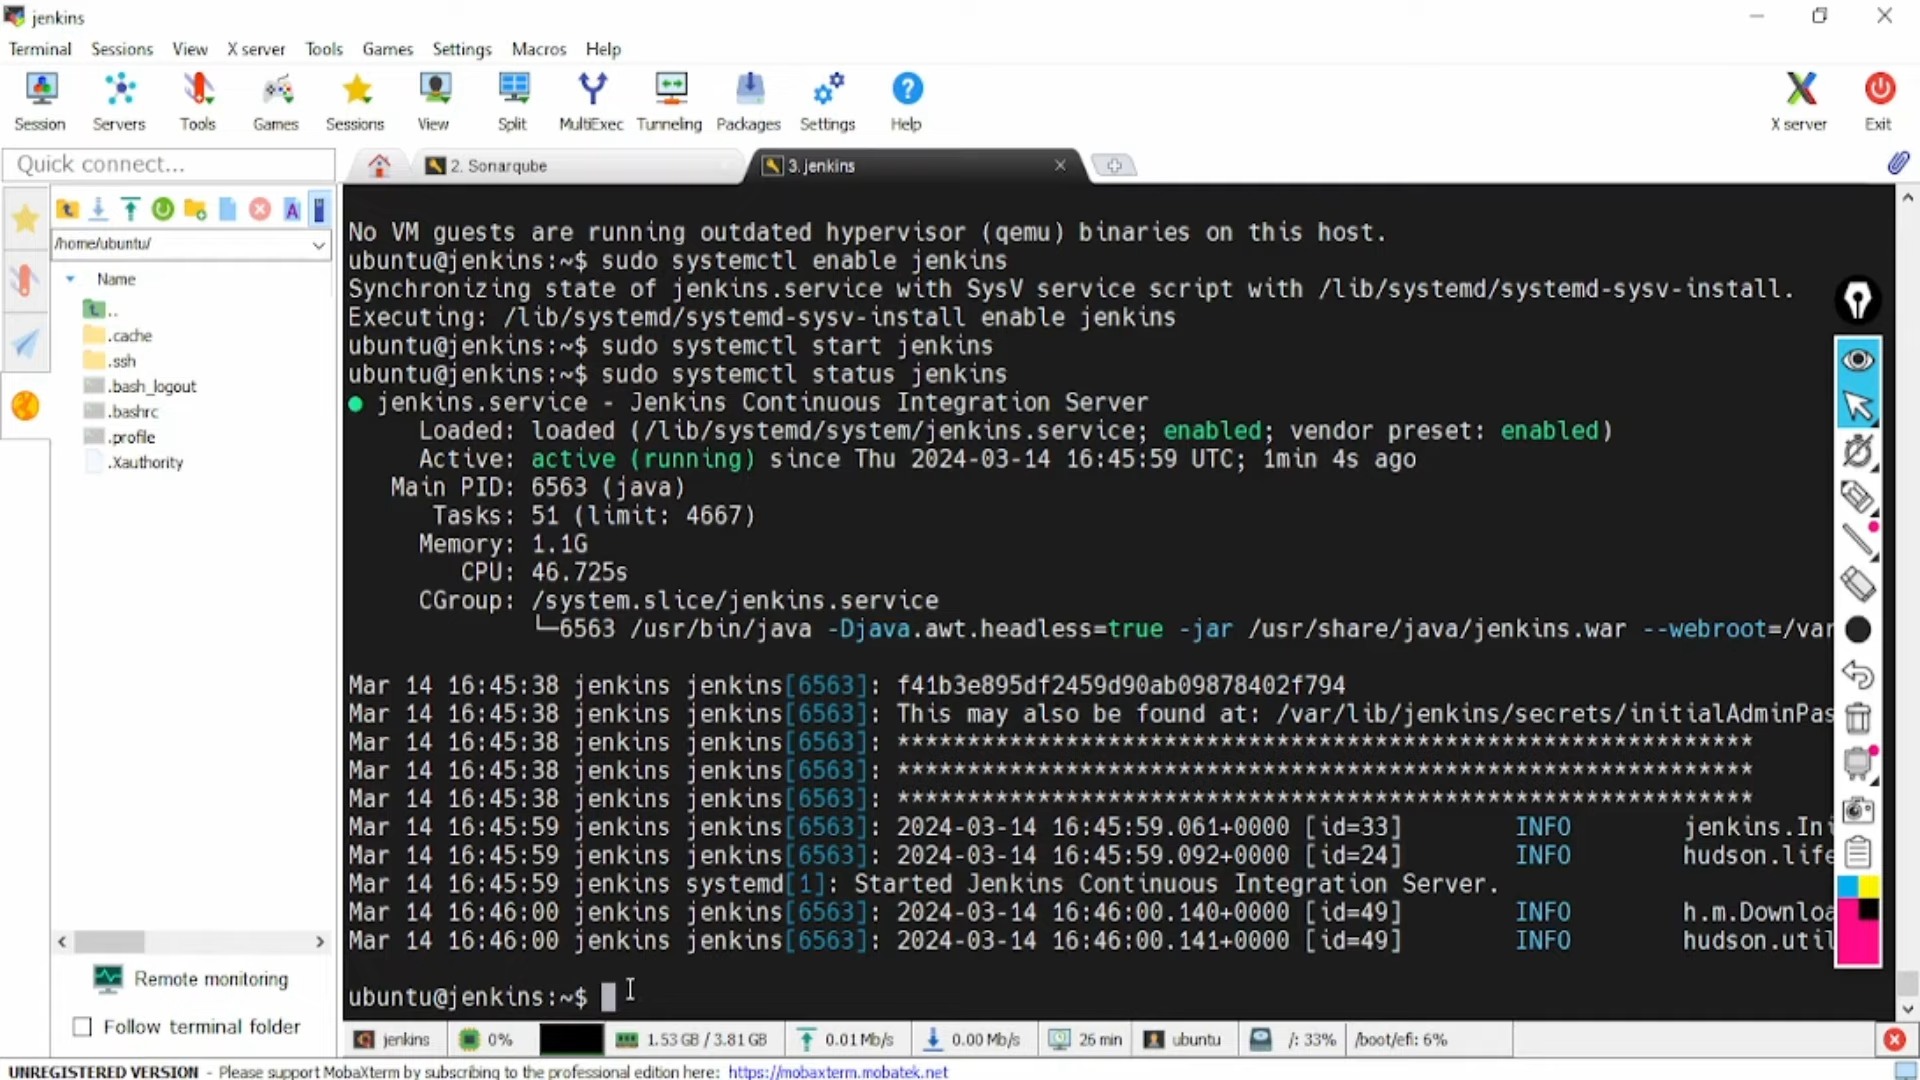 jenkins
Terminal Sessions View X server Tools Games Settings Macros Help
Session Servers Tools Games Sessions View Split MultiExec Tunneling Packages Settings Help X server Exit
Quick connect...
2. Sonarqube
3. jenkins
/home/ubuntu/
Name
..
.cache
.ssh
.bash_logout
.bashrc
.profile
.Xauthority
Remote monitoring
Follow terminal folder
No VM guests are running outdated hypervisor (qemu) binaries on this host.
ubuntu@jenkins:~$ sudo systemctl enable jenkins
Synchronizing state of jenkins.service with SysV service script with /lib/systemd/systemd-sysv-install.
Executing: /lib/systemd/systemd-sysv-install enable jenkins
ubuntu@jenkins:~$ sudo systemctl start jenkins
ubuntu@jenkins:~$ sudo systemctl status jenkins
● jenkins.service - Jenkins Continuous Integration Server
Loaded: loaded (/lib/systemd/system/jenkins.service; enabled; vendor preset: enabled)
Active: active (running) since Thu 2024-03-14 16:45:59 UTC; 1min 4s ago
Main PID: 6563 (java)
Tasks: 51 (limit: 4667)
Memory: 1.1G
CPU: 46.725s
CGroup: /system.slice/jenkins.service
└─6563 /usr/bin/java -Djava.awt.headless=true -jar /usr/share/java/jenkins.war --webroot=/var
Mar 14 16:45:38 jenkins jenkins[6563]: f41b3e895df2459d90ab09878402f794
Mar 14 16:45:38 jenkins jenkins[6563]: This may also be found at: /var/lib/jenkins/secrets/initialAdminPas
Mar 14 16:45:38 jenkins jenkins[6563]: *************************************************************
Mar 14 16:45:38 jenkins jenkins[6563]: *************************************************************
Mar 14 16:45:38 jenkins jenkins[6563]: *************************************************************
Mar 14 16:45:59 jenkins jenkins[6563]: 2024-03-14 16:45:59.061+0000 [id=33] INFO jenkins.Ini
Mar 14 16:45:59 jenkins jenkins[6563]: 2024-03-14 16:45:59.092+0000 [id=24] INFO hudson.life
Mar 14 16:45:59 jenkins systemd[1]: Started Jenkins Continuous Integration Server.
Mar 14 16:46:00 jenkins jenkins[6563]: 2024-03-14 16:46:00.140+0000 [id=49] INFO h.m.Downloa
Mar 14 16:46:00 jenkins jenkins[6563]: 2024-03-14 16:46:00.141+0000 [id=49] INFO hudson.util
ubuntu@jenkins:~$
jenkins 0% 1.53 GB / 3.81 GB 0.01 Mb/s 0.00 Mb/s 26 min ubuntu /: 33% /boot/efi: 6%
UNREGISTERED VERSION - Please support MobaXterm by subscribing to the professional edition here: https://mobaxterm.mobatek.net